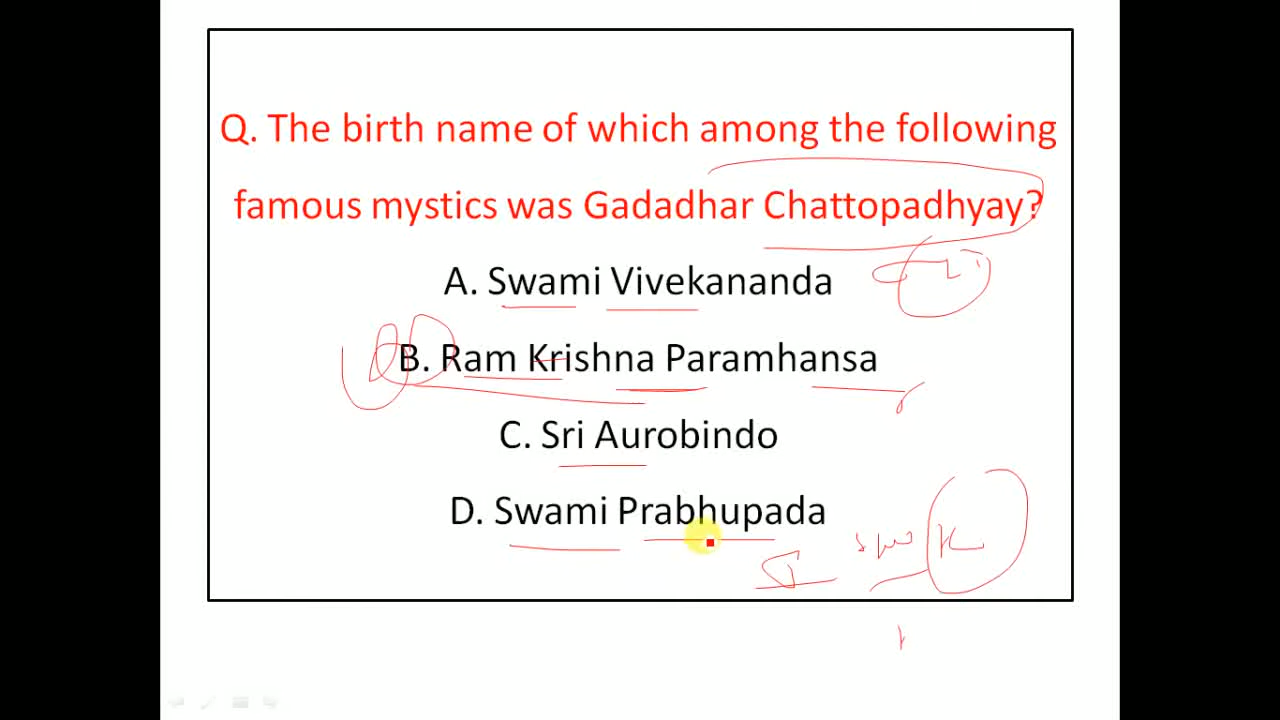 Q. The birth name of which among the following
famous mystics was Gadadhar Chattopadhyay?
A. Swami Vivekananda
B. Ram Krishna Paramhansa
C. Sri Aurobindo
D. Swami Prabhupada